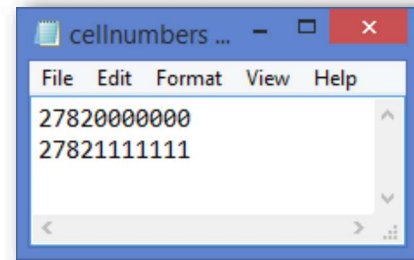 cellnumbers ...
File Edit Format View Help
27820000000
27821111111